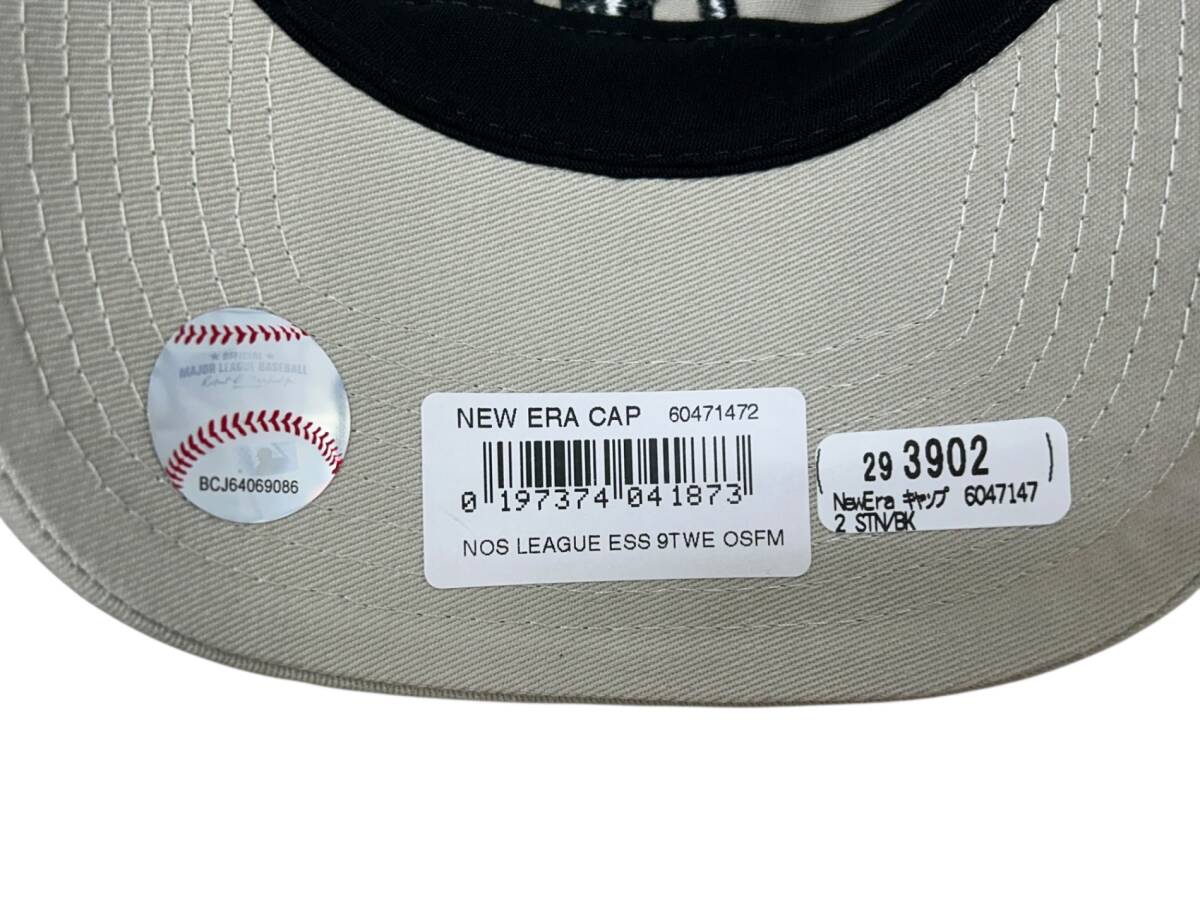 ★ OFFICIAL ★
MAJOR LEAGUE BASEBALL
BCJ64069086
NEW ERA CAP 60471472
0 197374 041873
NOS LEAGUE ESS 9TWE OSFM
29 3902
NewEra キャップ 6047147
2 STN/BK